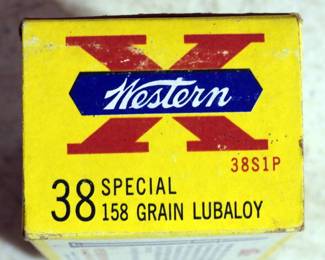 X
Western
38S1P
38 SPECIAL
158 GRAIN LUBALOY